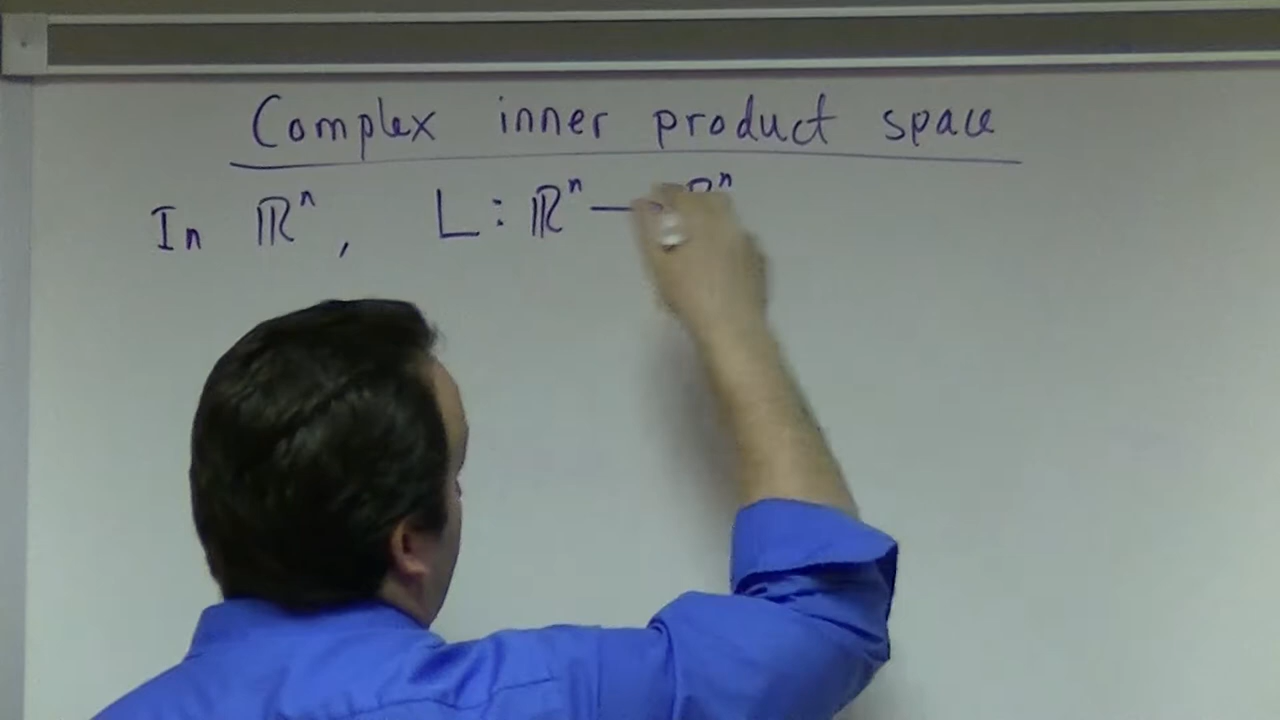 Complex inner product space
In ℝⁿ, L: ℝⁿ → ℝⁿ